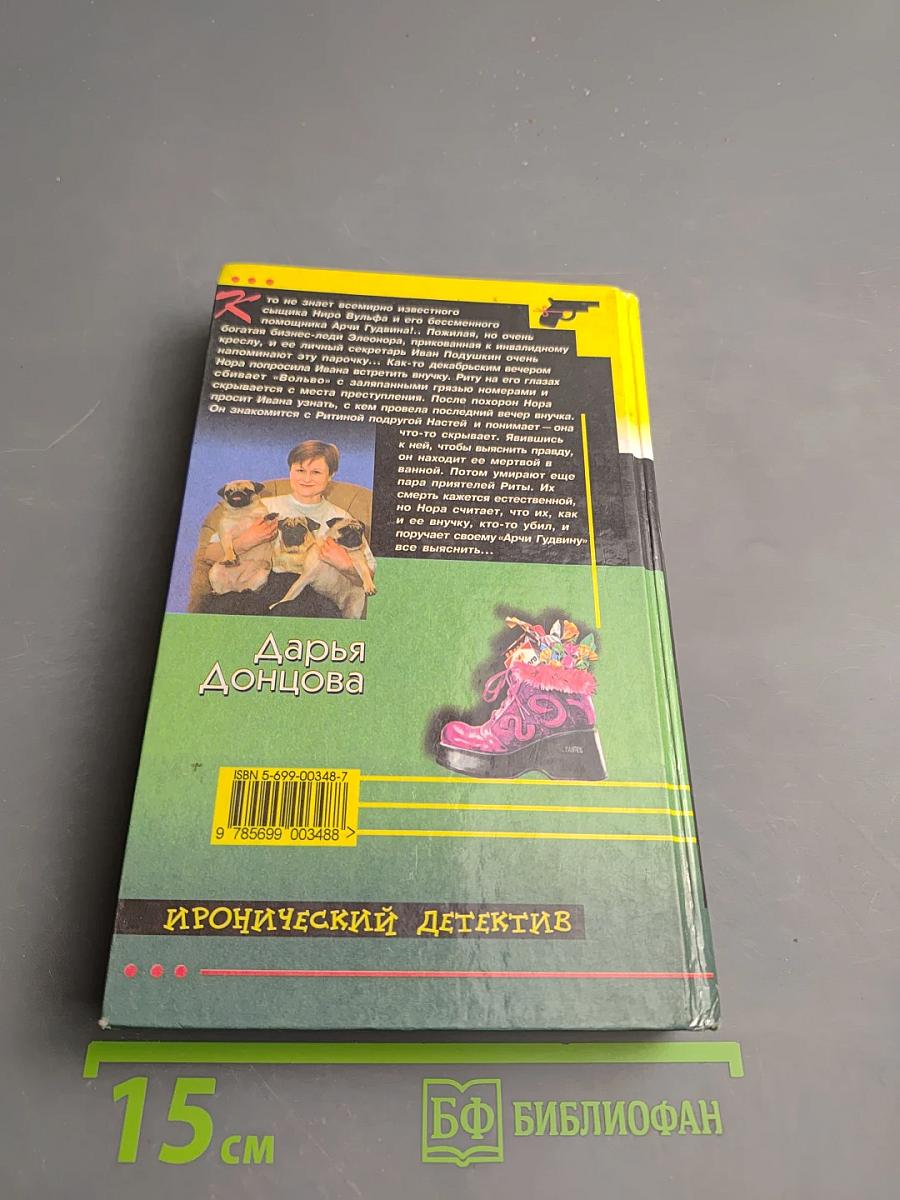 Кто не знает всемирно известного
сыщика Ниро Вульфа и его бессменного
помощника Арчи Гудвина!.. Пожилая, но очень
богатая бизнес-леди Элеонора, прикованная к инвалидному
креслу, и ее личный секретарь Иван Подушкин очень
напоминают эту парочку... Как-то декабрьским вечером
Нора попросила Ивана встретить внучку. Риту на его глазах
сбивает «Вольво» с заляпанными грязью номерами и
скрывается с места преступления. После похорон Нора
просит Ивана узнать, с кем провела последний вечер внучка.
Он знакомится с Ритиной подругой Настей и понимает — она
что-то скрывает. Явившись
к ней, чтобы выяснить правду,
он находит ее мертвой в
ванной. Потом умирают еще
пара приятелей Риты. Их
смерть кажется естественной,
но Нора считает, что их, как
и ее внучку, кто-то убил, и
поручает своему «Арчи Гудвину»
все выяснить...
Дарья
Донцова
ISBN 5-699-00348-7
9 785699 003488 >
ИРОНИЧЕСКИЙ ДЕТЕКТИВ
15 см
БФ БИБЛИОФАН